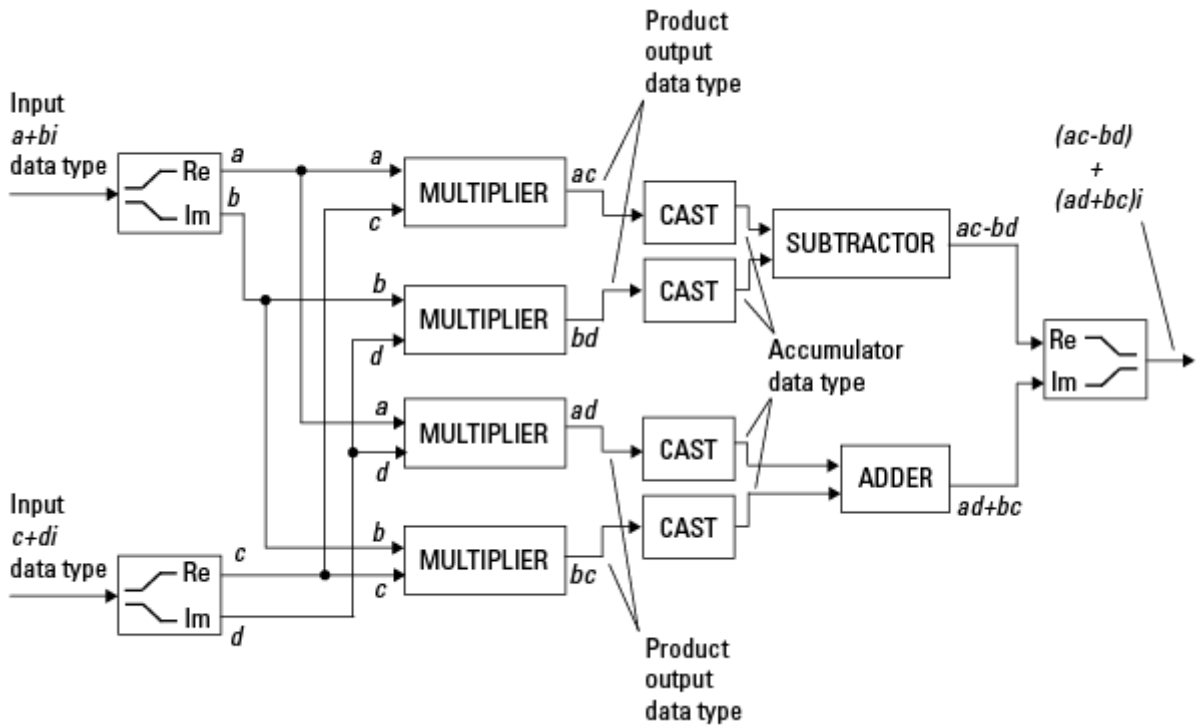 Product
output
data type
Input
a+bi
data type
Re
Im
a
b
a
c
MULTIPLIER
ac
b
d
MULTIPLIER
bd
CAST
CAST
SUBTRACTOR
ac-bd
(ac-bd)
+
(ad+bc)i
Accumulator
data type
Re
Im
a
d
MULTIPLIER
ad
CAST
CAST
ADDER
ad+bc
Input
c+di
data type
Re
Im
c
d
b
c
MULTIPLIER
bc
Product
output
data type